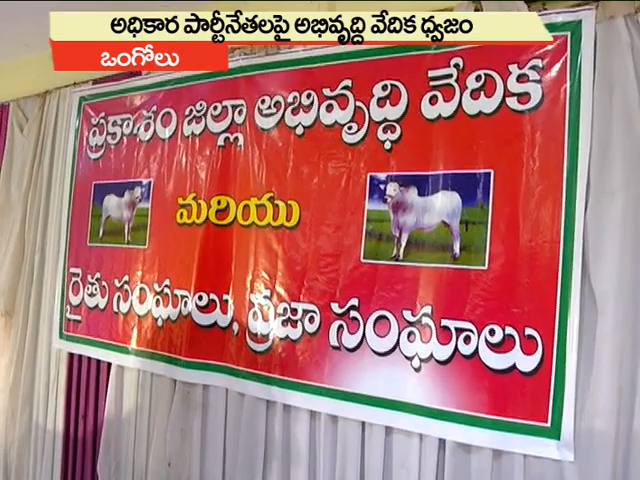 అధికార పార్టీనేతలపై అభివృద్ది వేదిక ధ్వజం
ఒంగోలు
ప్రకాశం జిల్లా అభివృద్ధి వేదిక
మరియు
రైతు సంఘాలు, ప్రజా సంఘాలు